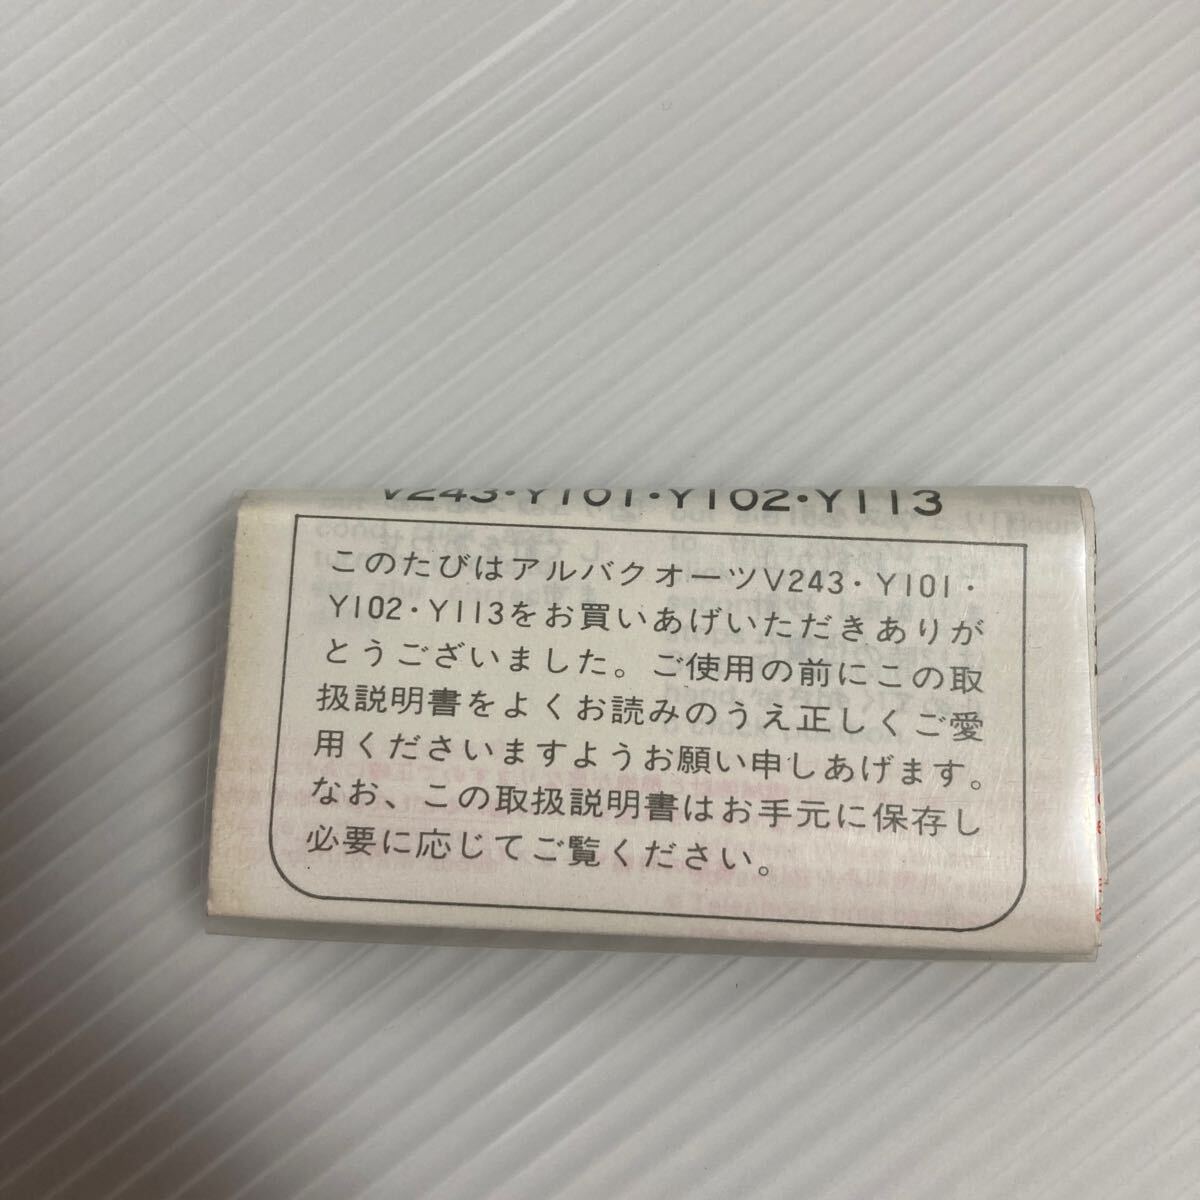 V243・Y101・Y102・Y113
このたびはアルバクオーツV243・Y101・
Y102・Y113をお買いあげいただきありが
とうございました。ご使用の前にこの取
扱説明書をよくお読みのうえ正しくご愛
用くださいますようお願い申しあげます。
なお、この取扱説明書はお手元に保存し
必要に応じてご覧ください。